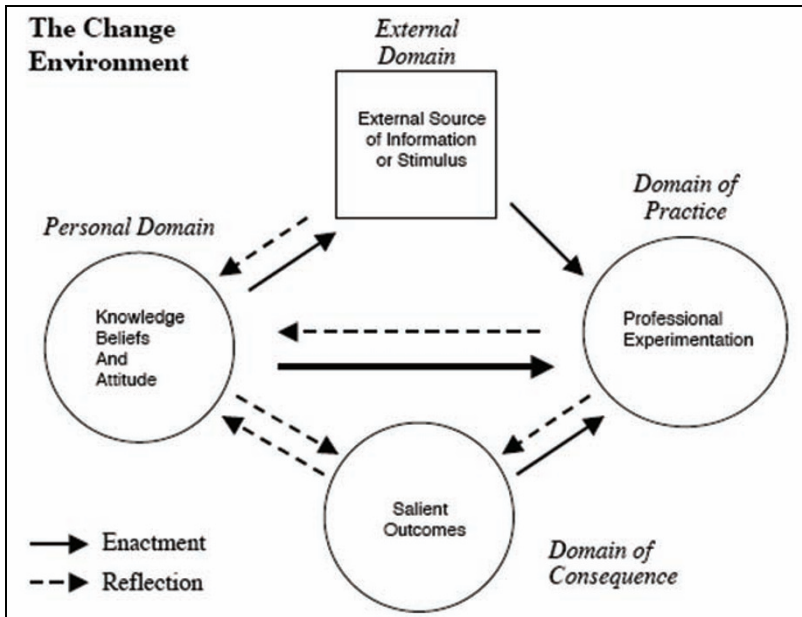 The Change
Environment
External
Domain
External Source
of Information
or Stimulus
Domain of
Practice
Personal Domain
Knowledge
Beliefs
And
Attitude
Professional
Experimentation
Salient
Outcomes
Enactment
Reflection
Domain of
Consequence